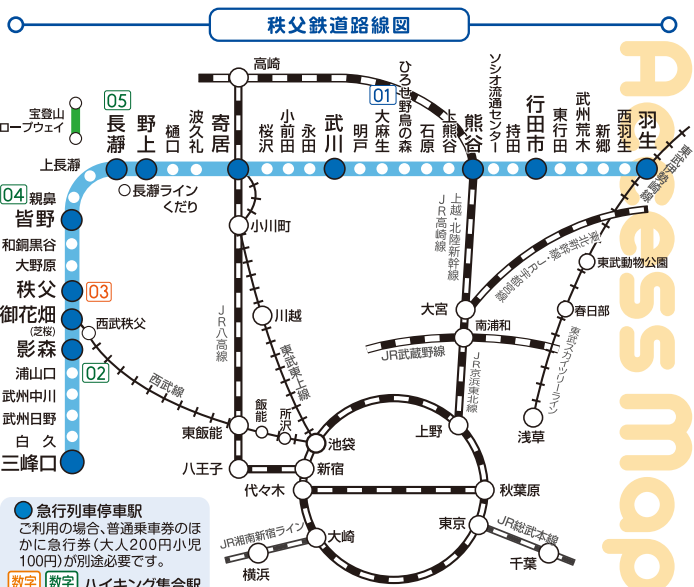 秩父鉄道路線図
Access map
高崎
01
05
宝登山
ロープウェイ
長瀞
野上
樋口
波久礼
寄居
桜沢
小前田
永田
武川
明戸
大麻生
ひろせ野鳥の森
石原
上熊谷
熊谷
ソシオ流通センター
持田
行田市
東行田
武州荒木
新郷
西羽生
羽生
上長瀞
長瀞ライン
くだり
04
親鼻
皆野
和銅黒谷
大野原
秩父
03
御花畑
(芝桜)
西武秩父
影森
02
浦山口
武州中川
武州日野
白久
三峰口
小川町
川越
JR八高線
東武東上線
西武線
東飯能
飯能
所沢
池袋
八王子
新宿
代々木
秋葉原
上野
東京
大崎
横浜
千葉
JR湘南新宿ライン
JR総武本線
上越・北陸新幹線
JR高崎線
東北新幹線・JR宇都宮線
東武伊勢崎線
東武動物公園
大宮
春日部
南浦和
JR武蔵野線
JR京浜東北線
東武スカイツリーライン
浅草
急行列車停車駅
ご利用の場合、普通乗車券のほ
かに急行券(大人200円小児
100円)が別途必要です。
数字 数字 ハイキング集合駅